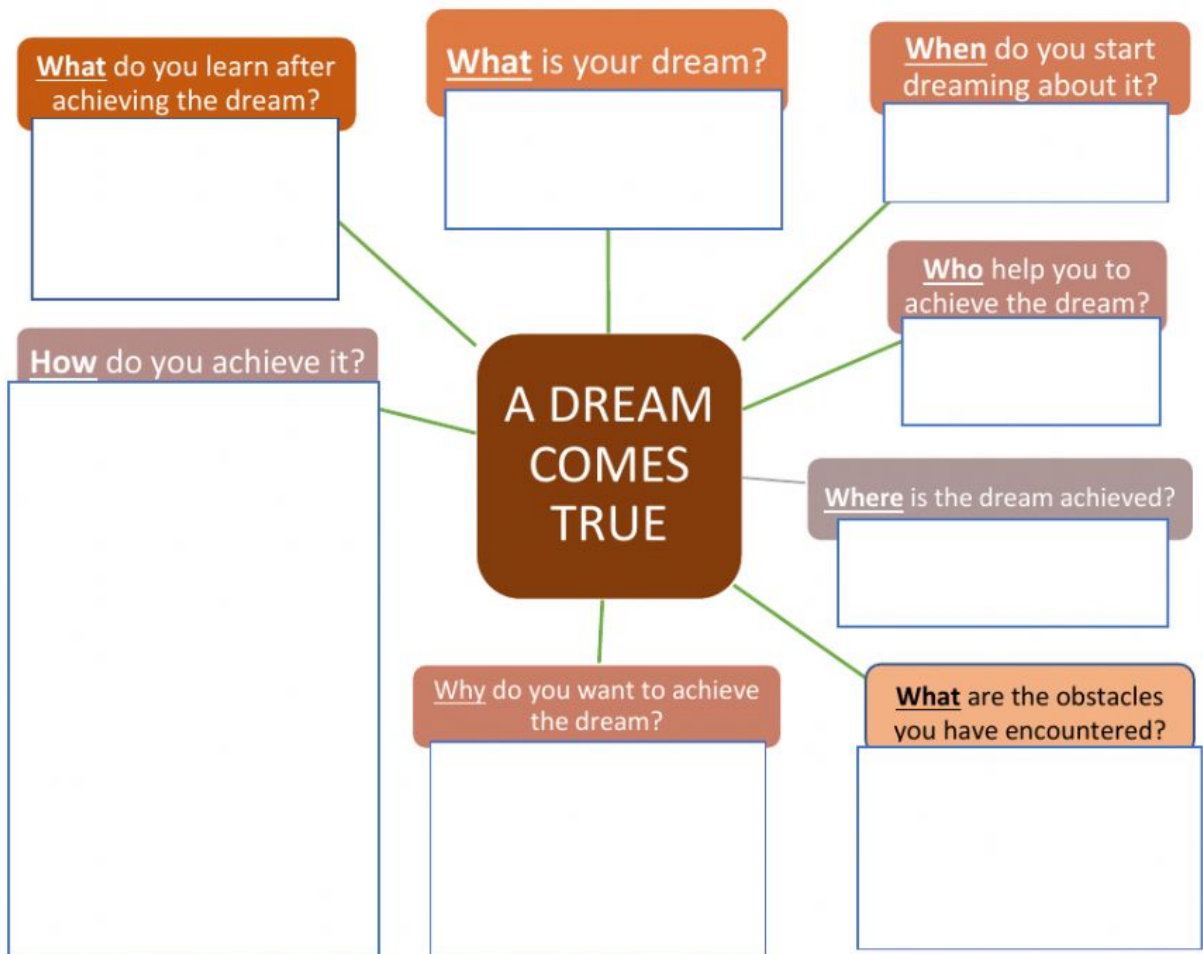 What do you learn after
achieving the dream?
What is your dream?
When do you start
dreaming about it?
Who help you to
achieve the dream?
How do you achieve it?
A DREAM
COMES
TRUE
Where is the dream achieved?
Why do you want to achieve
the dream?
What are the obstacles
you have encountered?